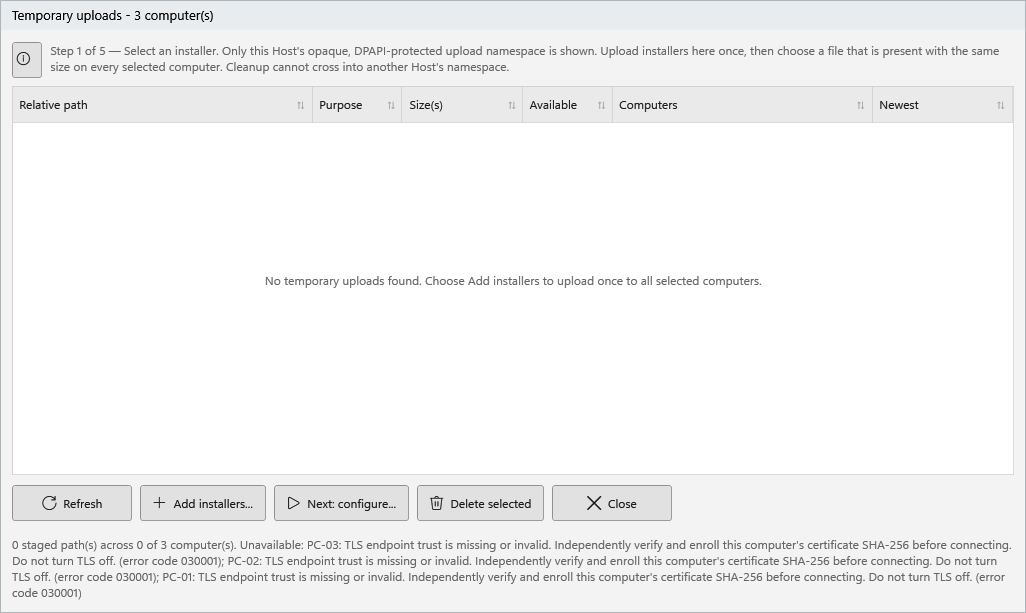 Temporary uploads - 3 computer(s)
Step 1 of 5 — Select an installer. Only this Host's opaque, DPAPI-protected upload namespace is shown. Upload installers here once, then choose a file that is present with the same
size on every selected computer. Cleanup cannot cross into another Host's namespace.
Relative path Purpose Size(s) Available Computers Newest
No temporary uploads found. Choose Add installers to upload once to all selected computers.
Refresh Add installers... Next: configure... Delete selected Close
0 staged path(s) across 0 of 3 computer(s). Unavailable: PC-03: TLS endpoint trust is missing or invalid. Independently verify and enroll this computer's certificate SHA-256 before connecting.
Do not turn TLS off. (error code 030001); PC-02: TLS endpoint trust is missing or invalid. Independently verify and enroll this computer's certificate SHA-256 before connecting. Do not turn
TLS off. (error code 030001); PC-01: TLS endpoint trust is missing or invalid. Independently verify and enroll this computer's certificate SHA-256 before connecting. Do not turn TLS off. (error
code 030001)